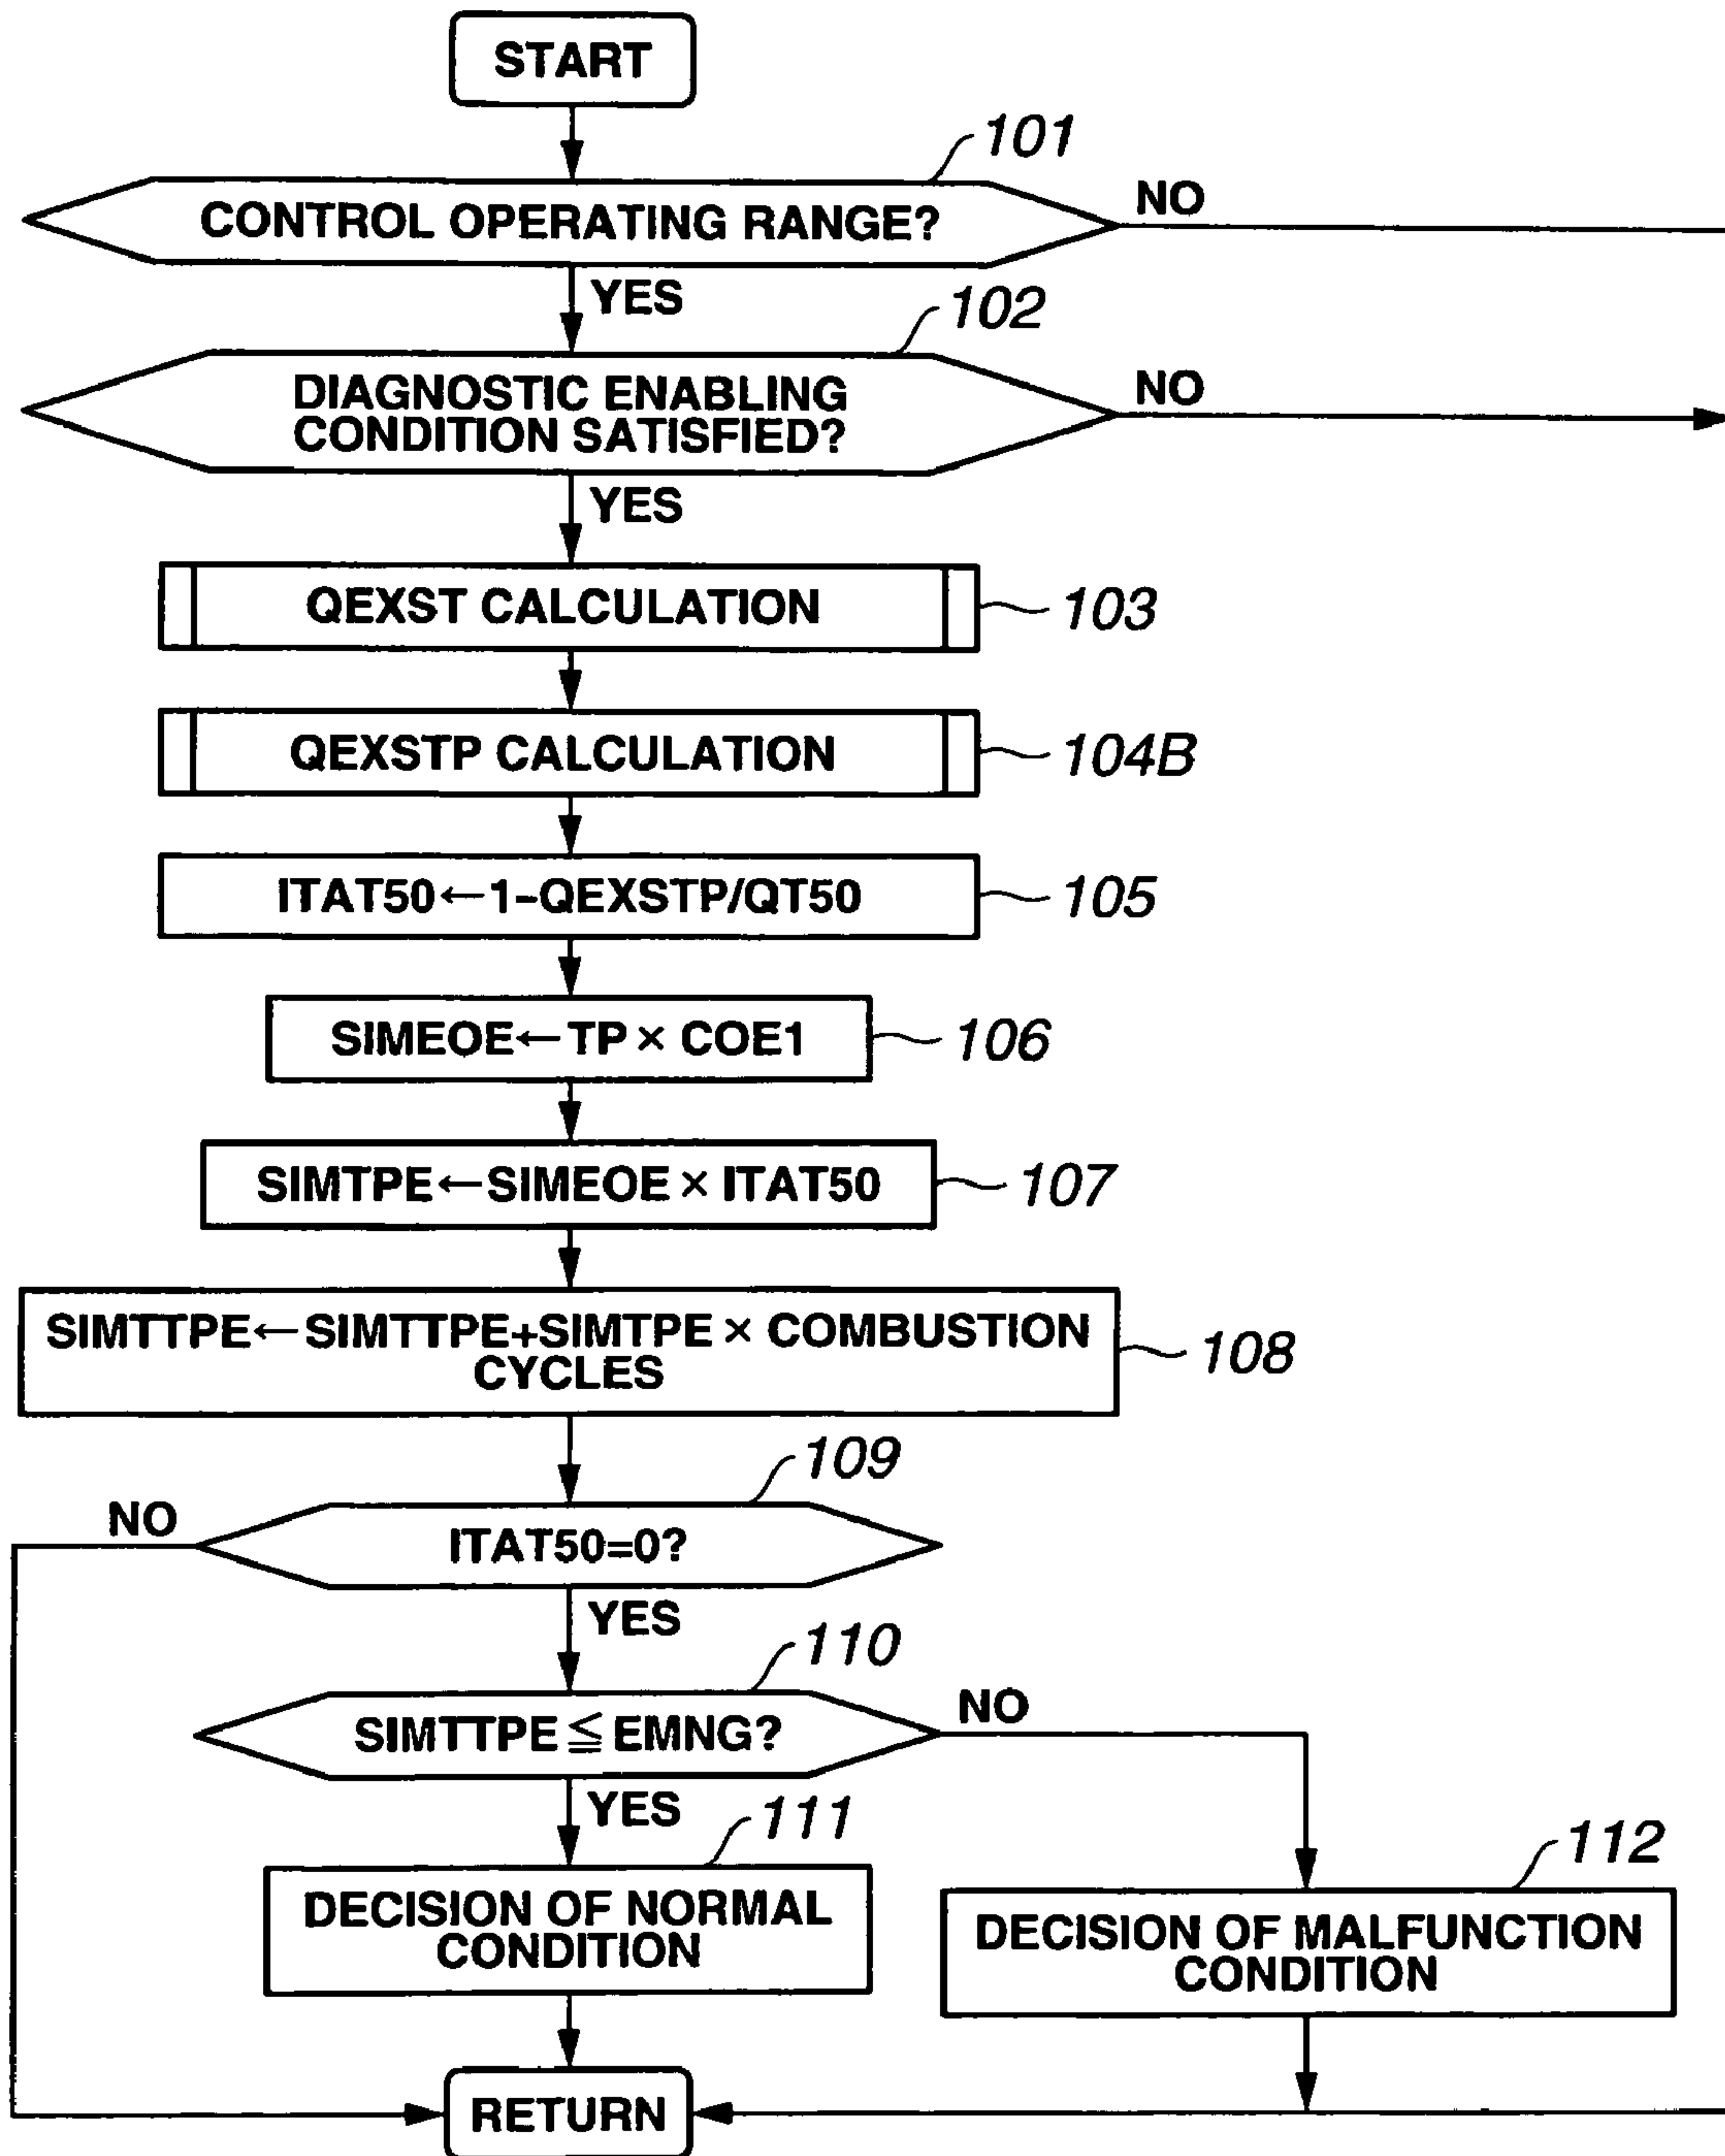 START
101
CONTROL OPERATING RANGE?
NO
YES
102
DIAGNOSTIC ENABLING
CONDITION SATISFIED?
NO
YES
QEXST CALCULATION
103
QEXSTP CALCULATION
104B
ITAT50←1-QEXSTP/QT50
105
SIMEOE←TP × COE1
106
SIMTPE←SIMEOE × ITAT50
107
SIMTTPE←SIMTTPE+SIMTPE × COMBUSTION
CYCLES
108
109
NO
ITAT50=0?
YES
110
SIMTTPE ≦ EMNG?
NO
YES
111
DECISION OF NORMAL
CONDITION
112
DECISION OF MALFUNCTION
CONDITION
RETURN